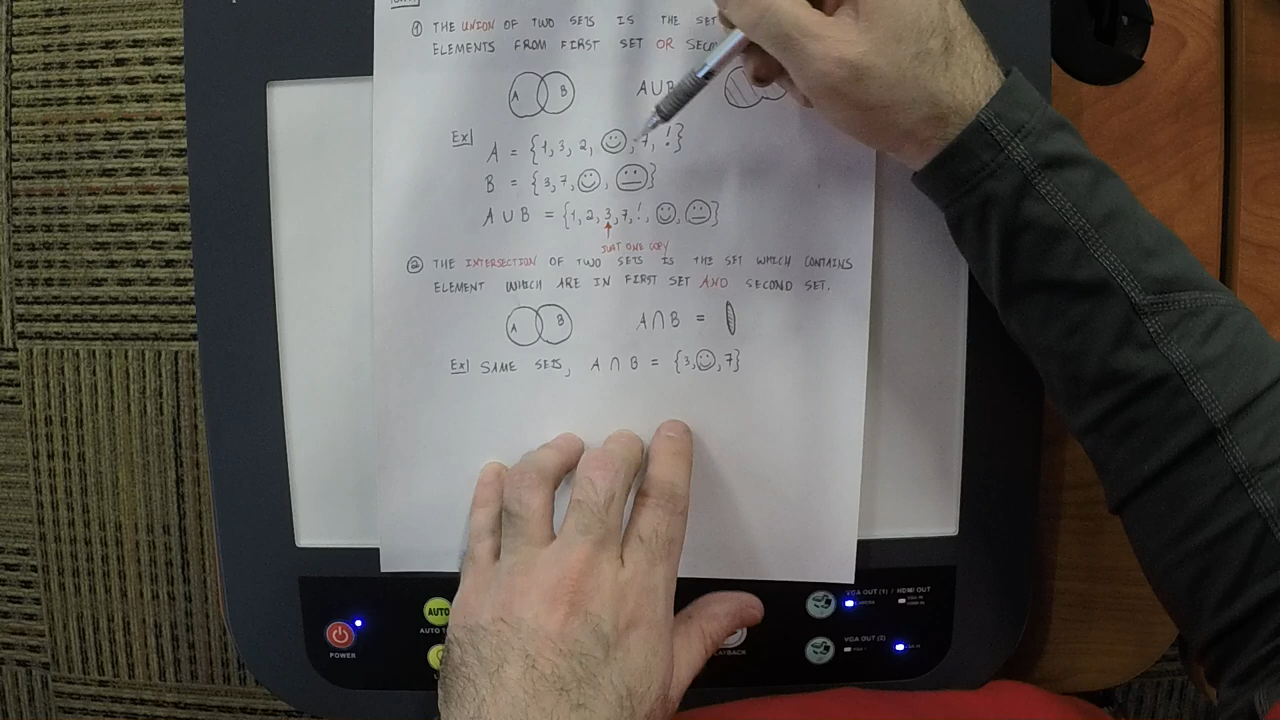 ① THE UNION OF TWO SETS IS THE SET
ELEMENTS FROM FIRST SET OR
A B A∪B
Ex) A = {1, 3, 2, ☺, 7, !}
B = {3, 7, ☺, 😐}
A ∪ B = {1, 2, 3, 7, !, ☺, 😐}
JUST ONE COPY
② THE INTERSECTION OF TWO SETS IS THE SET WHICH CONTAINS
ELEMENT WHICH ARE IN FIRST SET AND SECOND SET.
A B A∩B =
Ex) SAME SETS, A ∩ B = {3, ☺, 7}
POWER
AUTO
VGA OUT (1) / HDMI OUT
VGA OUT (2)